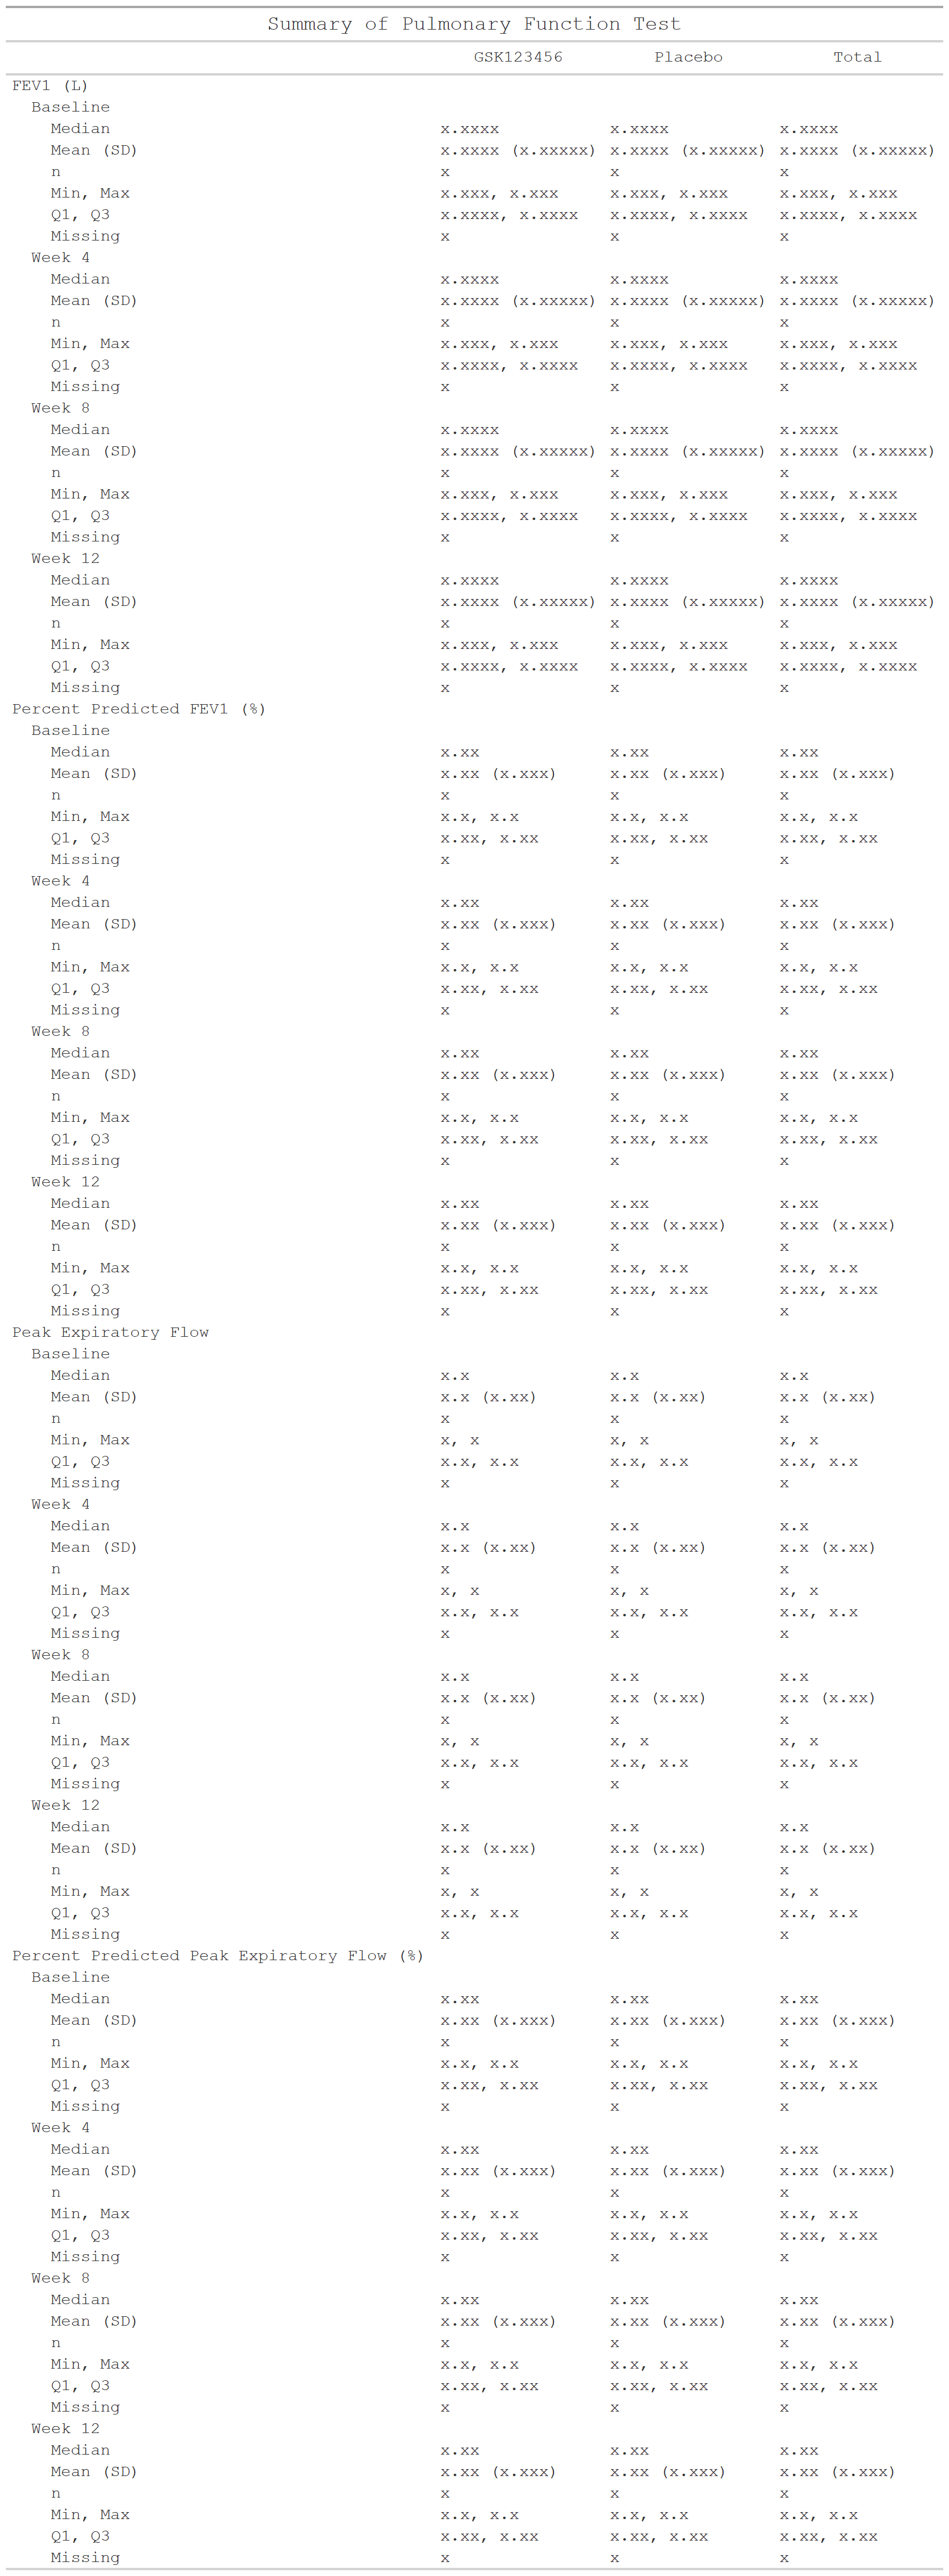 Summary of Pulmonary Function Test
GSK123456 Placebo Total
FEV1 (L)
Baseline
Median x.xxxx x.xxxx x.xxxx
Mean (SD) x.xxxx (x.xxxxx) x.xxxx (x.xxxxx) x.xxxx (x.xxxxx)
n x x x
Min, Max x.xxx, x.xxx x.xxx, x.xxx x.xxx, x.xxx
Q1, Q3 x.xxxx, x.xxxx x.xxxx, x.xxxx x.xxxx, x.xxxx
Missing x x x
Week 4
Median x.xxxx x.xxxx x.xxxx
Mean (SD) x.xxxx (x.xxxxx) x.xxxx (x.xxxxx) x.xxxx (x.xxxxx)
n x x x
Min, Max x.xxx, x.xxx x.xxx, x.xxx x.xxx, x.xxx
Q1, Q3 x.xxxx, x.xxxx x.xxxx, x.xxxx x.xxxx, x.xxxx
Missing x x x
Week 8
Median x.xxxx x.xxxx x.xxxx
Mean (SD) x.xxxx (x.xxxxx) x.xxxx (x.xxxxx) x.xxxx (x.xxxxx)
n x x x
Min, Max x.xxx, x.xxx x.xxx, x.xxx x.xxx, x.xxx
Q1, Q3 x.xxxx, x.xxxx x.xxxx, x.xxxx x.xxxx, x.xxxx
Missing x x x
Week 12
Median x.xxxx x.xxxx x.xxxx
Mean (SD) x.xxxx (x.xxxxx) x.xxxx (x.xxxxx) x.xxxx (x.xxxxx)
n x x x
Min, Max x.xxx, x.xxx x.xxx, x.xxx x.xxx, x.xxx
Q1, Q3 x.xxxx, x.xxxx x.xxxx, x.xxxx x.xxxx, x.xxxx
Missing x x x
Percent Predicted FEV1 (%)
Baseline
Median x.xx x.xx x.xx
Mean (SD) x.xx (x.xxx) x.xx (x.xxx) x.xx (x.xxx)
n x x x
Min, Max x.x, x.x x.x, x.x x.x, x.x
Q1, Q3 x.xx, x.xx x.xx, x.xx x.xx, x.xx
Missing x x x
Week 4
Median x.xx x.xx x.xx
Mean (SD) x.xx (x.xxx) x.xx (x.xxx) x.xx (x.xxx)
n x x x
Min, Max x.x, x.x x.x, x.x x.x, x.x
Q1, Q3 x.xx, x.xx x.xx, x.xx x.xx, x.xx
Missing x x x
Week 8
Median x.xx x.xx x.xx
Mean (SD) x.xx (x.xxx) x.xx (x.xxx) x.xx (x.xxx)
n x x x
Min, Max x.x, x.x x.x, x.x x.x, x.x
Q1, Q3 x.xx, x.xx x.xx, x.xx x.xx, x.xx
Missing x x x
Week 12
Median x.xx x.xx x.xx
Mean (SD) x.xx (x.xxx) x.xx (x.xxx) x.xx (x.xxx)
n x x x
Min, Max x.x, x.x x.x, x.x x.x, x.x
Q1, Q3 x.xx, x.xx x.xx, x.xx x.xx, x.xx
Missing x x x
Peak Expiratory Flow
Baseline
Median x.x x.x x.x
Mean (SD) x.x (x.xx) x.x (x.xx) x.x (x.xx)
n x x x
Min, Max x, x x, x x, x
Q1, Q3 x.x, x.x x.x, x.x x.x, x.x
Missing x x x
Week 4
Median x.x x.x x.x
Mean (SD) x.x (x.xx) x.x (x.xx) x.x (x.xx)
n x x x
Min, Max x, x x, x x, x
Q1, Q3 x.x, x.x x.x, x.x x.x, x.x
Missing x x x
Week 8
Median x.x x.x x.x
Mean (SD) x.x (x.xx) x.x (x.xx) x.x (x.xx)
n x x x
Min, Max x, x x, x x, x
Q1, Q3 x.x, x.x x.x, x.x x.x, x.x
Missing x x x
Week 12
Median x.x x.x x.x
Mean (SD) x.x (x.xx) x.x (x.xx) x.x (x.xx)
n x x x
Min, Max x, x x, x x, x
Q1, Q3 x.x, x.x x.x, x.x x.x, x.x
Missing x x x
Percent Predicted Peak Expiratory Flow (%)
Baseline
Median x.xx x.xx x.xx
Mean (SD) x.xx (x.xxx) x.xx (x.xxx) x.xx (x.xxx)
n x x x
Min, Max x.x, x.x x.x, x.x x.x, x.x
Q1, Q3 x.xx, x.xx x.xx, x.xx x.xx, x.xx
Missing x x x
Week 4
Median x.xx x.xx x.xx
Mean (SD) x.xx (x.xxx) x.xx (x.xxx) x.xx (x.xxx)
n x x x
Min, Max x.x, x.x x.x, x.x x.x, x.x
Q1, Q3 x.xx, x.xx x.xx, x.xx x.xx, x.xx
Missing x x x
Week 8
Median x.xx x.xx x.xx
Mean (SD) x.xx (x.xxx) x.xx (x.xxx) x.xx (x.xxx)
n x x x
Min, Max x.x, x.x x.x, x.x x.x, x.x
Q1, Q3 x.xx, x.xx x.xx, x.xx x.xx, x.xx
Missing x x x
Week 12
Median x.xx x.xx x.xx
Mean (SD) x.xx (x.xxx) x.xx (x.xxx) x.xx (x.xxx)
n x x x
Min, Max x.x, x.x x.x, x.x x.x, x.x
Q1, Q3 x.xx, x.xx x.xx, x.xx x.xx, x.xx
Missing x x x